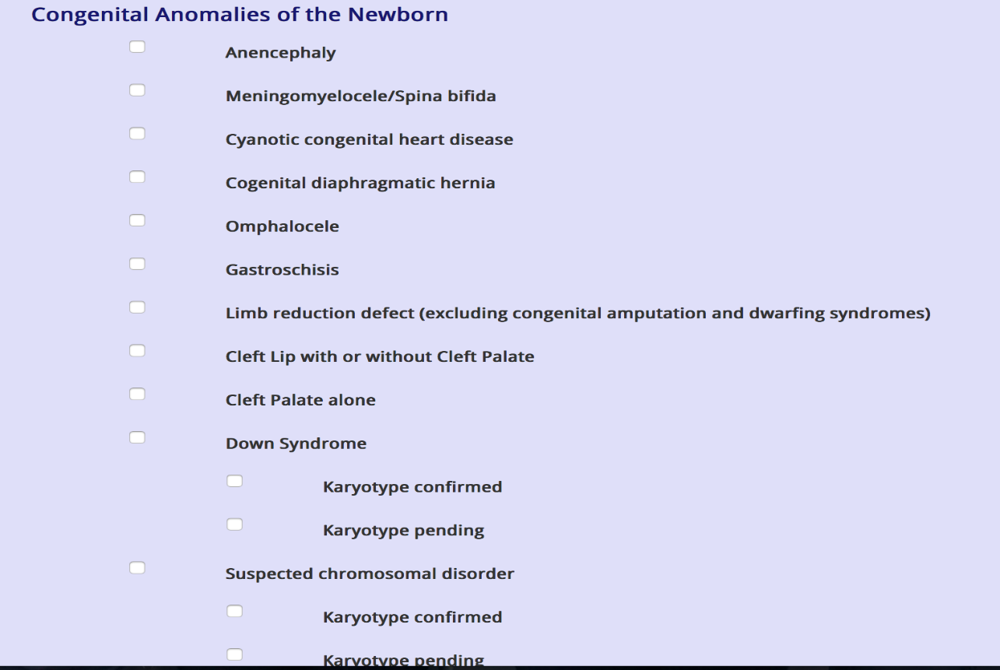 Congenital Anomalies of the Newborn
Anencephaly
Meningomyelocele/Spina bifida
Cyanotic congenital heart disease
Cogenital diaphragmatic hernia
Omphalocele
Gastroschisis
Limb reduction defect (excluding congenital amputation and dwarfing syndromes)
Cleft Lip with or without Cleft Palate
Cleft Palate alone
Down Syndrome
Karyotype confirmed
Karyotype pending
Suspected chromosomal disorder
Karyotype confirmed
Karyotype pending